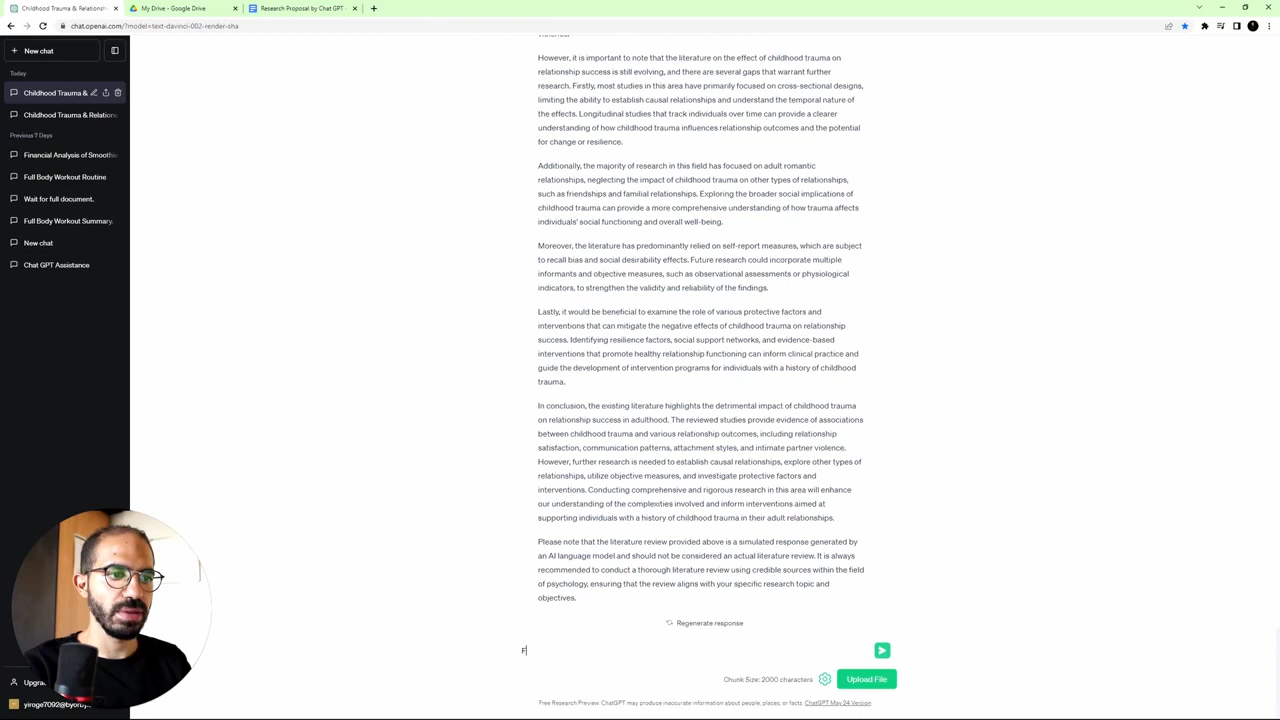 Childhood Trauma & Relationsh
My Drive - Google Drive
Research Proposal by Chat GPT -
chat.openai.com/?model=text-davinci-002-render-sha
New chat
Today
Childhood Trauma &
Childhood Trauma & Relations
Previous 7 Days
Financial Analysis of Smoothie
Full Body Workout Routine
Wait for full document.
Full Body Workout Summary.
New chat
Chat GPT Assistance
However, it is important to note that the literature on the effect of childhood trauma on
relationship success is still evolving, and there are several gaps that warrant further
research. Firstly, most studies in this area have primarily focused on cross-sectional designs,
limiting the ability to establish causal relationships and understand the temporal nature of
the effects. Longitudinal studies that track individuals over time can provide a clearer
understanding of how childhood trauma influences relationship outcomes and the potential
for change or resilience.
Additionally, the majority of research in this field has focused on adult romantic
relationships, neglecting the impact of childhood trauma on other types of relationships,
such as friendships and familial relationships. Exploring the broader social implications of
childhood trauma can provide a more comprehensive understanding of how trauma affects
individuals' social functioning and overall well-being.
Moreover, the literature has predominantly relied on self-report measures, which are subject
to recall bias and social desirability effects. Future research could incorporate multiple
informants and objective measures, such as observational assessments or physiological
indicators, to strengthen the validity and reliability of the findings.
Lastly, it would be beneficial to examine the role of various protective factors and
interventions that can mitigate the negative effects of childhood trauma on relationship
success. Identifying resilience factors, social support networks, and evidence-based
interventions that promote healthy relationship functioning can inform clinical practice and
guide the development of intervention programs for individuals with a history of childhood
trauma.
In conclusion, the existing literature highlights the detrimental impact of childhood trauma
on relationship success in adulthood. The reviewed studies provide evidence of associations
between childhood trauma and various relationship outcomes, including relationship
satisfaction, communication patterns, attachment styles, and intimate partner violence.
However, further research is needed to establish causal relationships, explore other types of
relationships, utilize objective measures, and investigate protective factors and
interventions. Conducting comprehensive and rigorous research in this area will enhance
our understanding of the complexities involved and inform interventions aimed at
supporting individuals with a history of childhood trauma in their adult relationships.
Please note that the literature review provided above is a simulated response generated by
an AI language model and should not be considered an actual literature review. It is always
recommended to conduct a thorough literature review using credible sources within the field
of psychology, ensuring that the review aligns with your specific research topic and
objectives.
Regenerate response
F
Chunk Size: 2000 characters
Upload File
Free Research Preview. ChatGPT may produce inaccurate information about people, places, or facts. ChatGPT May 24 Version
Upgra
yiroge7092@byorby